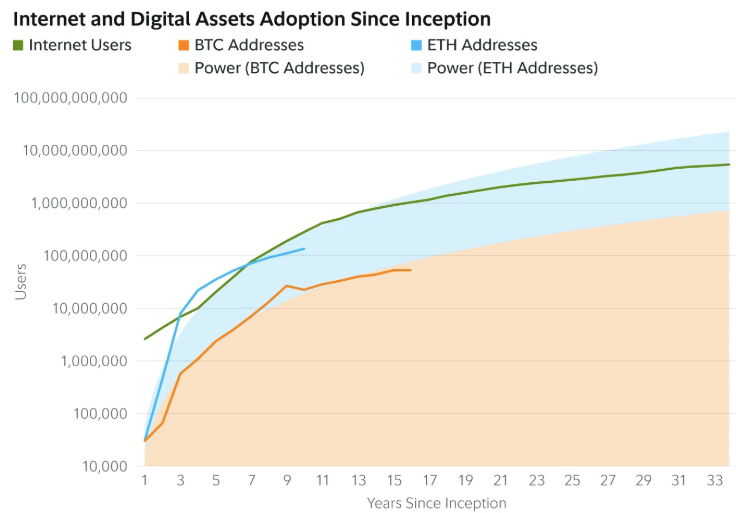 Internet and Digital Assets Adoption Since Inception
Internet Users BTC Addresses ETH Addresses
Power (BTC Addresses) Power (ETH Addresses)
100,000,000,000
10,000,000,000
1,000,000,000
100,000,000
10,000,000
1,000,000
100,000
10,000
Users
1 3 5 7 9 11 13 15 17 19 21 23 25 27 29 31 33
Years Since Inception